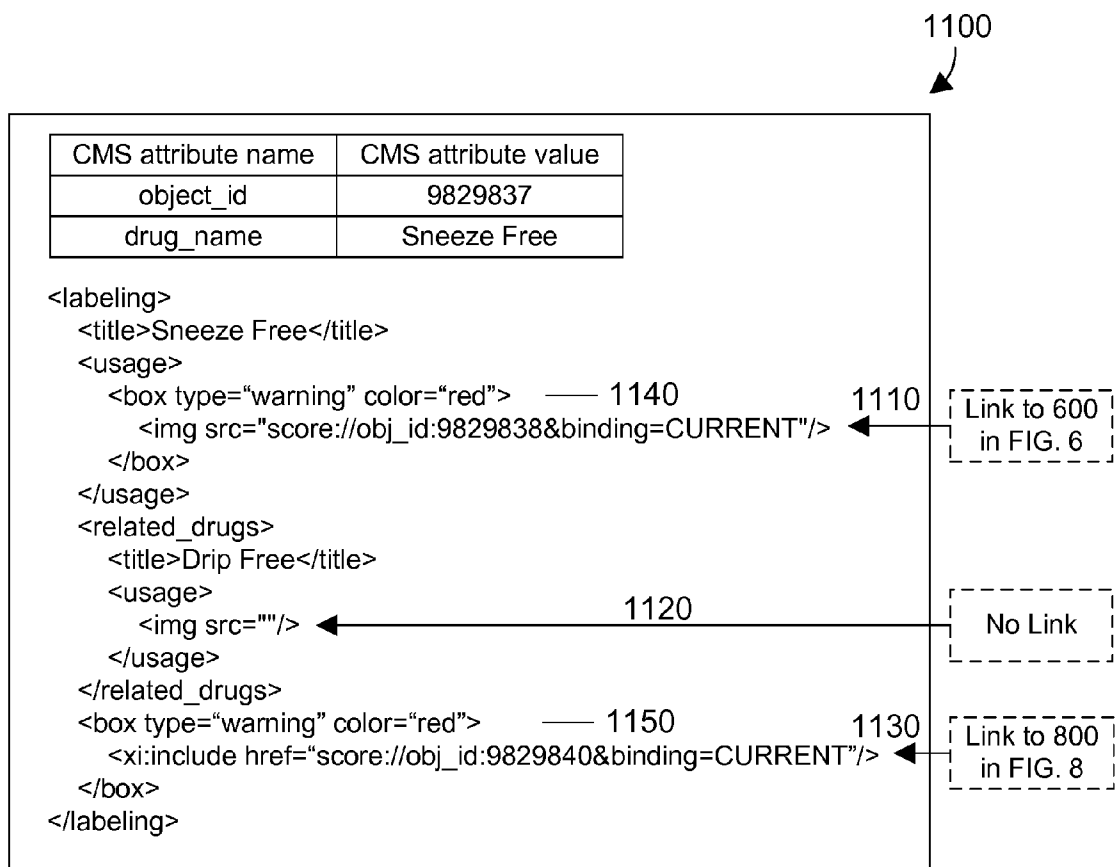 1100
CMS attribute name CMS attribute value
object_id 9829837
drug_name Sneeze Free
<labeling>
<title>Sneeze Free</title>
<usage>
<box type=“warning” color=“red”> 1140
<img src="score://obj_id:9829838&binding=CURRENT"/> 1110 Link to 600
in FIG. 6
</box>
</usage>
<related_drugs>
<title>Drip Free</title>
<usage>
<img src=""/> 1120 No Link
</usage>
</related_drugs>
<box type=“warning” color=“red”> 1150
<xi:include href=“score://obj_id:9829840&binding=CURRENT”/> 1130 Link to 800
in FIG. 8
</box>
</labeling>